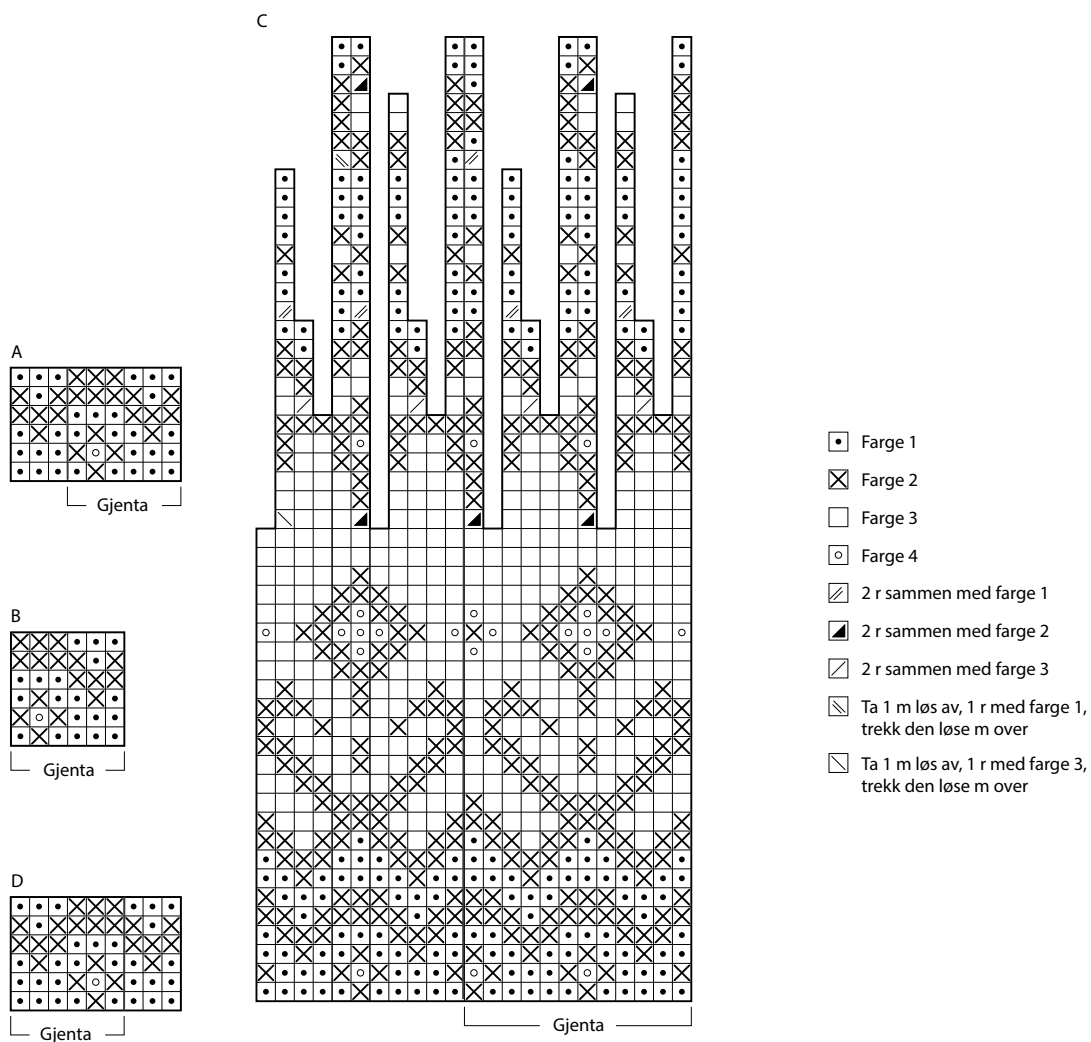 C
A
Gjenta
B
Gjenta
D
Gjenta
Gjenta
Farge 1
Farge 2
Farge 3
Farge 4
2 r sammen med farge 1
2 r sammen med farge 2
2 r sammen med farge 3
Ta 1 m løs av, 1 r med farge 1,
trekk den løse m over
Ta 1 m løs av, 1 r med farge 3,
trekk den løse m over